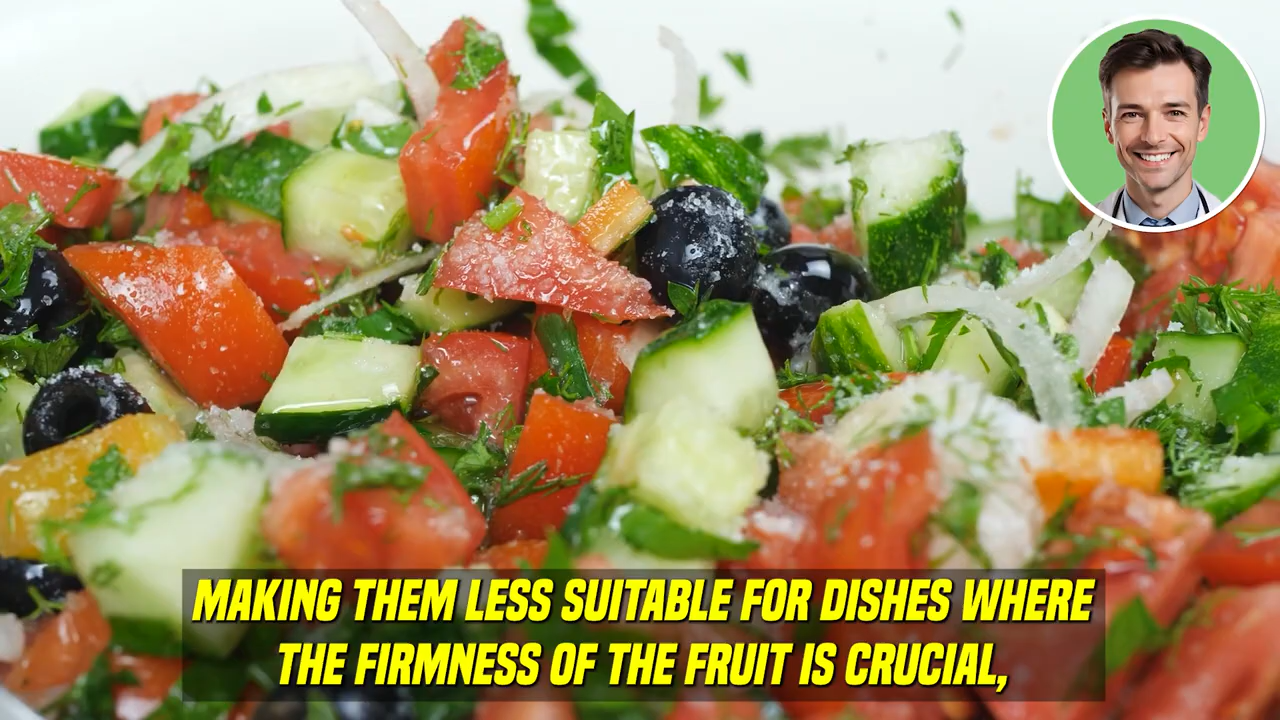 MAKING THEM LESS SUITABLE FOR DISHES WHERE
THE FIRMNESS OF THE FRUIT IS CRUCIAL,